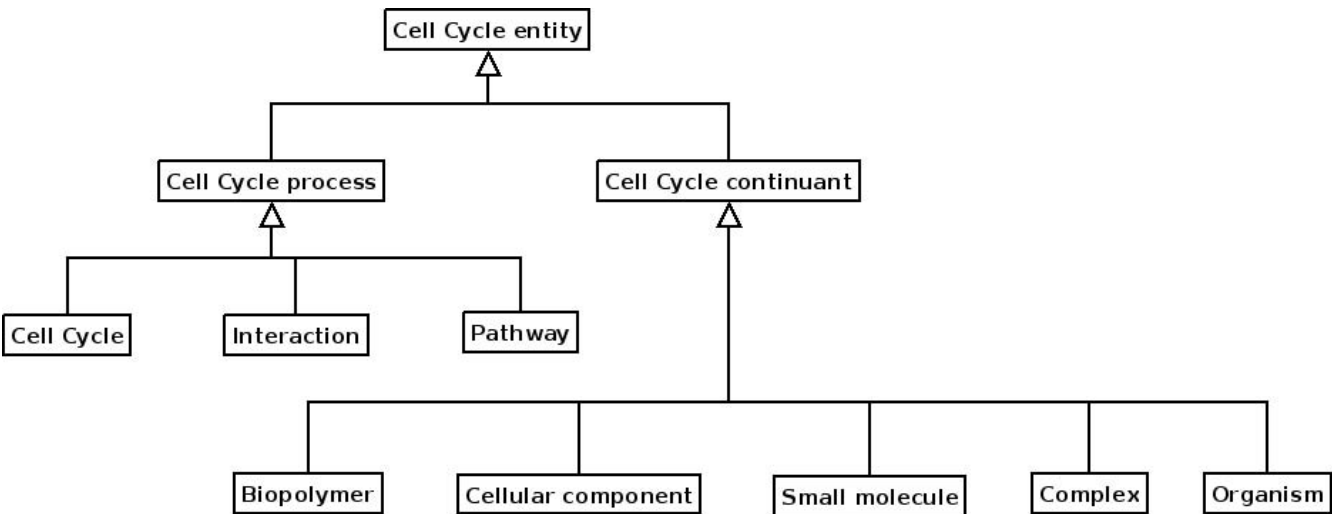 Cell Cycle entity
Cell Cycle process
Cell Cycle continuant
Cell Cycle
Interaction
Pathway
Biopolymer
Cellular component
Small molecule
Complex
Organism